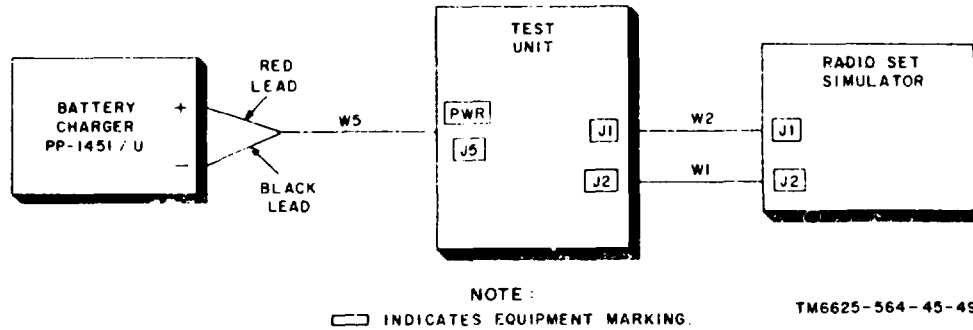 BATTERY
CHARGER
PP-1451 / U
+
—
RED
LEAD
BLACK
LEAD
W5
TEST
UNIT
PWR
J5
J1
J2
W2
W1
RADIO SET
SIMULATOR
J1
J2
NOTE :
INDICATES EQUIPMENT MARKING.
TM6625-564-45-49